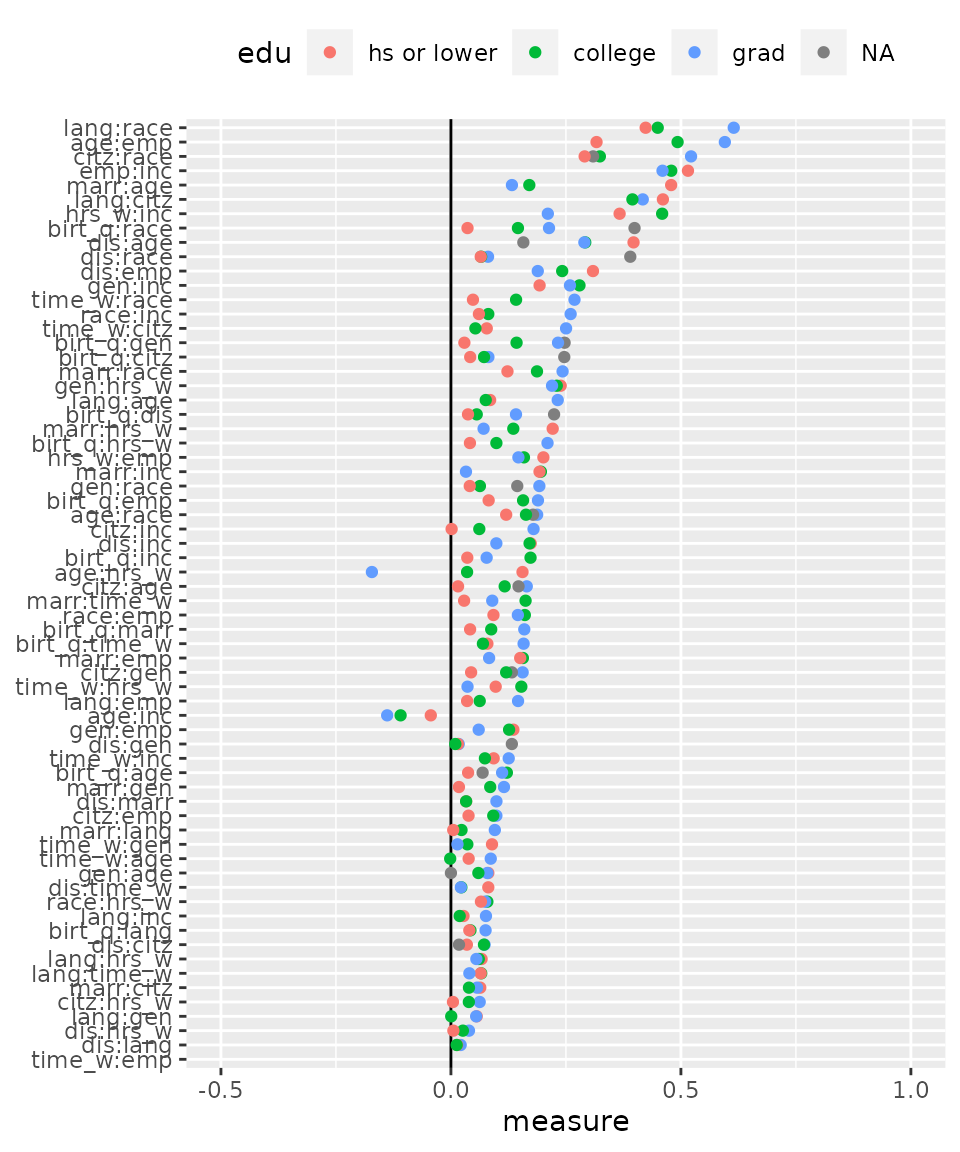 edu hs or lower college grad NA
lang:race
age:emp
citz:race
emp:inc
marr:age
lang:citz
hrs_w:inc
birt_q:race
dis:age
dis:race
dis:emp
gen:inc
time_w:race
race:inc
time_w:citz
birt_q:gen
birt_q:citz
marr:race
gen:hrs_w
lang:age
birt_q:dis
marr:hrs_w
birt_q:hrs_w
hrs_w:emp
marr:inc
gen:race
birt_q:emp
age:race
citz:inc
dis:inc
birt_q:inc
age:hrs_w
citz:age
marr:time_w
race:emp
birt_q:marr
birt_q:time_w
marr:emp
citz:gen
time_w:hrs_w
lang:emp
age:inc
gen:emp
dis:gen
time_w:inc
birt_q:age
marr:gen
dis:marr
citz:emp
marr:lang
time_w:gen
time_w:age
gen:age
dis:time_w
race:hrs_w
lang:inc
birt_q:lang
dis:citz
lang:hrs_w
lang:time_w
marr:citz
citz:hrs_w
lang:gen
dis:hrs_w
dis:lang
time_w:emp
-0.5 0.0 0.5 1.0
measure